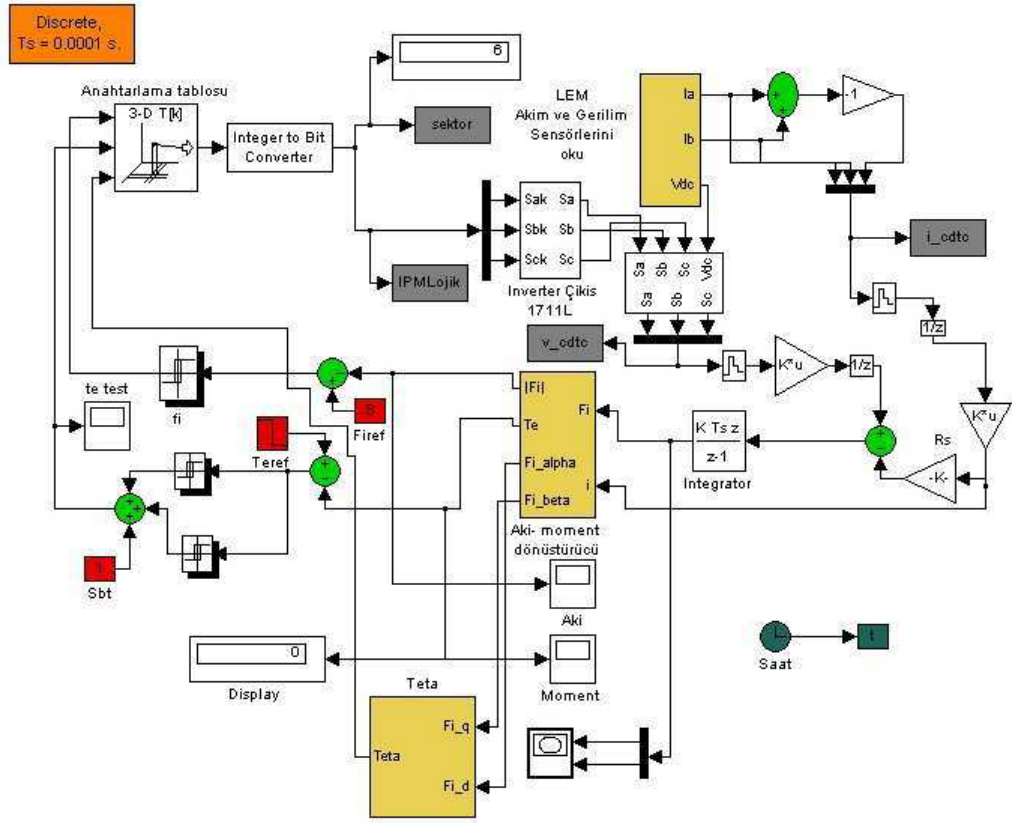 Discrete,
Ts = 0.0001 s.
Anahtarlama tablosu
3-D T[k]
Integer to Bit
Converter
6
sektor
IPMLojik
LEM
Akim ve Gerilim
Sensörlerini
oku
Ia
Ib
Vdc
-1
i_cdtc
Sak Sa
Sbk Sb
Sck Sc
Inverter Çikis
1711L
Sa Sb Sc Vdc
Sa Sb Sc
v_cdtc
K*u
1/z
1/z
K*u
Rs
-K-
K Ts z
z-1
Integrator
|Fi|
Te
Fi_alpha
Fi_beta
Fi
i
Aki- moment
dönüstürücü
fi
.8
Firef
Teref
te test
1
Sbt
Aki
Moment
0
Display
Teta
Teta
Fi_q
Fi_d
Saat
t